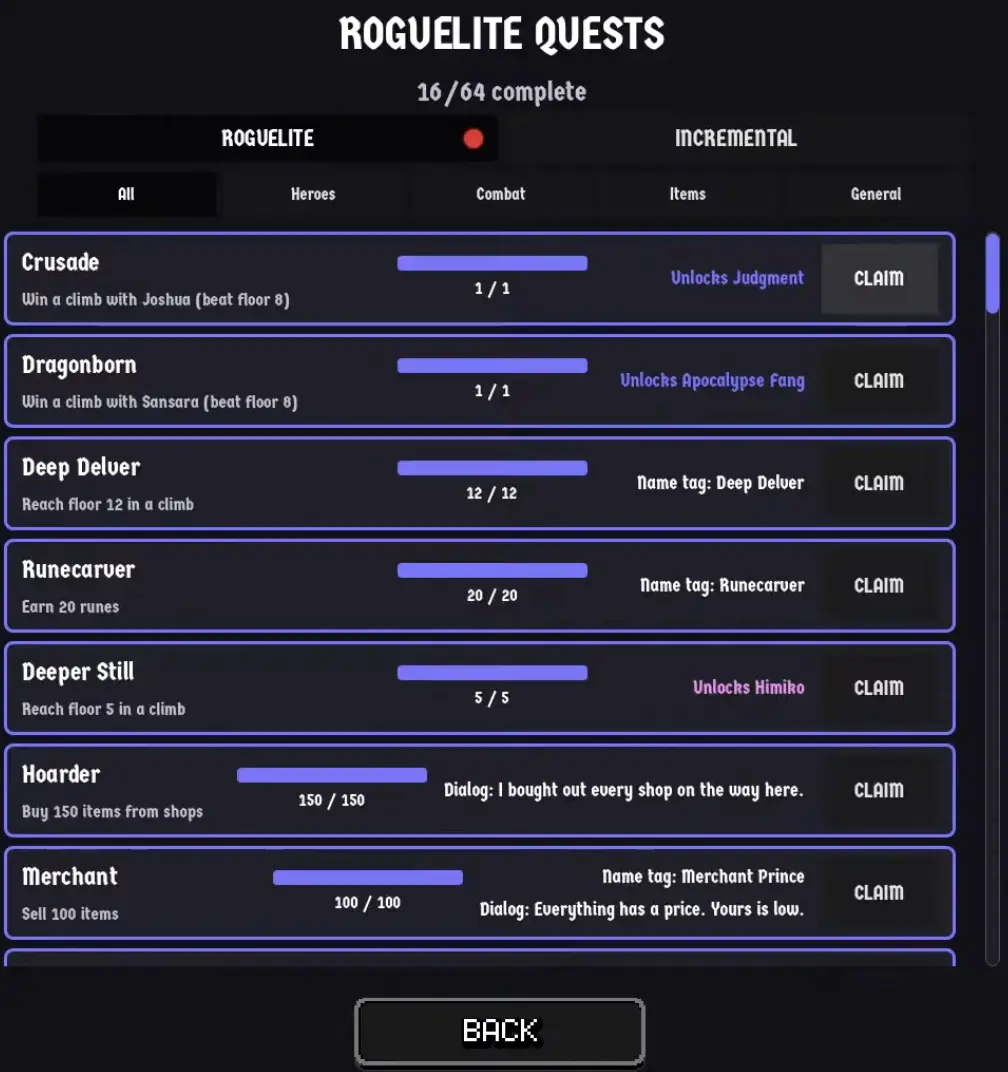 ROGUELITE QUESTS
16/64 complete
ROGUELITE
INCREMENTAL
All
Heroes
Combat
Items
General
Crusade
Win a climb with Joshua (beat floor 8)
1 / 1
Unlocks Judgment
CLAIM
Dragonborn
Win a climb with Sansara (beat floor 8)
1 / 1
Unlocks Apocalypse Fang
CLAIM
Deep Delver
Reach floor 12 in a climb
12 / 12
Name tag: Deep Delver
CLAIM
Runecarver
Earn 20 runes
20 / 20
Name tag: Runecarver
CLAIM
Deeper Still
Reach floor 5 in a climb
5 / 5
Unlocks Himiko
CLAIM
Hoarder
Buy 150 items from shops
150 / 150
Dialog: I bought out every shop on the way here.
CLAIM
Merchant
Sell 100 items
100 / 100
Name tag: Merchant Prince
Dialog: Everything has a price. Yours is low.
CLAIM
BACK